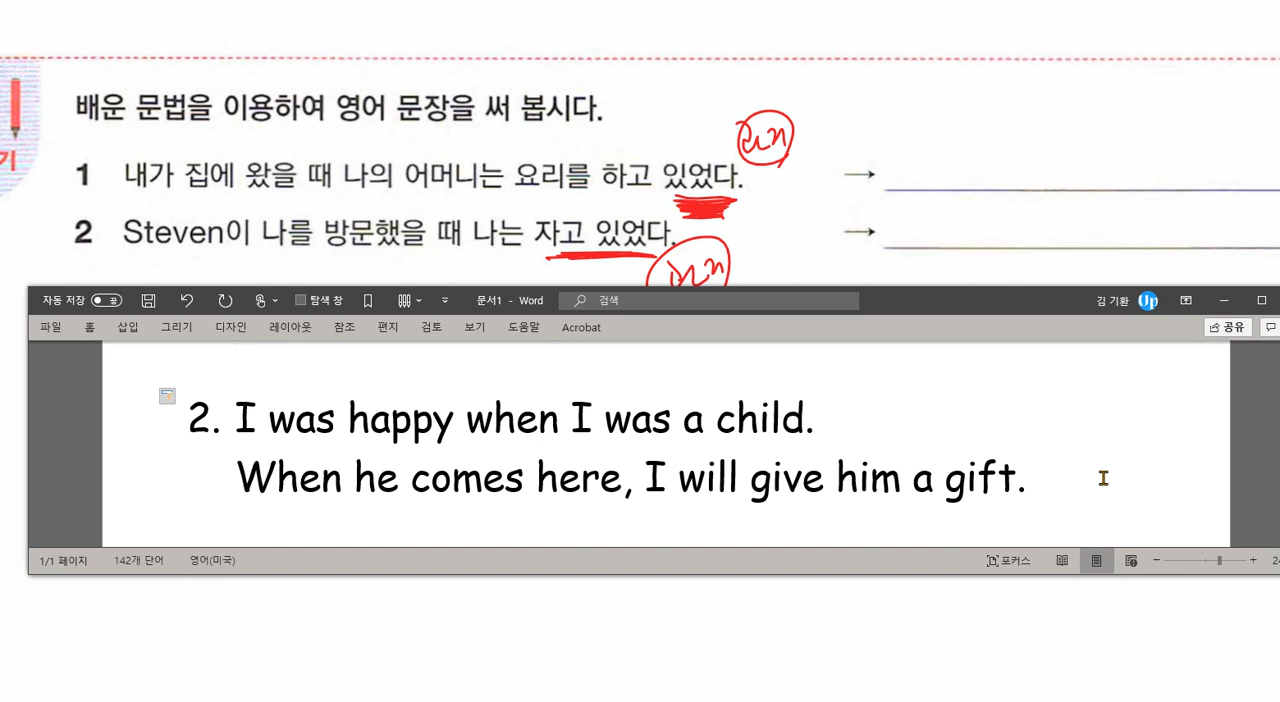 배운 문법을 이용하여 영어 문장을 써 봅시다.
기
1 내가 집에 왔을 때 나의 어머니는 요리를 하고 있었다. →
2 Steven이 나를 방문했을 때 나는 자고 있었다. →
자동 저장 끔 탐색 창 문서1 - Word 검색 김 기환 Up
파일 홈 삽입 그리기 디자인 레이아웃 참조 편지 검토 보기 도움말 Acrobat 공유
2. I was happy when I was a child.
When he comes here, I will give him a gift.
1/1 페이지 142개 단어 영어(미국) 포커스